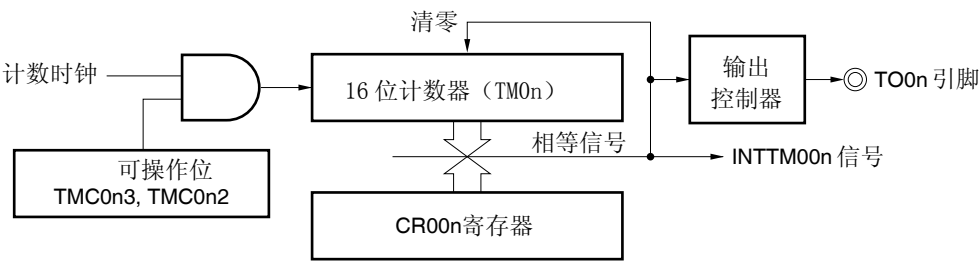 清零
计数时钟
16 位计数器（TM0n）
输出
控制器
TO0n 引脚
相等信号
INTTM00n 信号
可操作位
TMC0n3, TMC0n2
CR00n寄存器